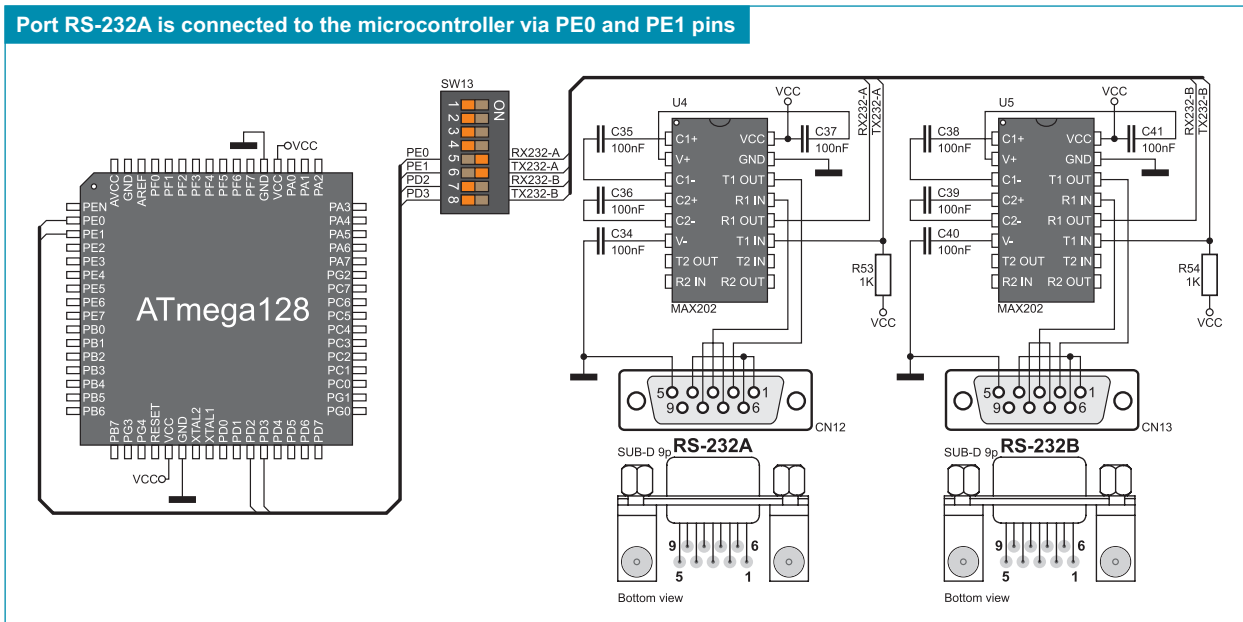 Port RS-232A is connected to the microcontroller via PE0 and PE1 pins
SW13
ON
1
2
3
4
5
6
7
8
PE0
PE1
PD2
PD3
RX232-A
TX232-A
RX232-B
TX232-B
RX232-A
TX232-A
RX232-B
TX232-B
VCC
AVCC
GND
AREF
PF0
PF1
PF2
PF3
PF4
PF5
PF6
PF7
GND
VCC
PA0
PA1
PA2
PEN
PE0
PE1
PE2
PE3
PE4
PE5
PE6
PE7
PB0
PB1
PB2
PB3
PB4
PB5
PB6
ATmega128
PA3
PA4
PA5
PA6
PA7
PG2
PC7
PC6
PC5
PC4
PC3
PC2
PC1
PC0
PG1
PG0
PB7
PG3
PG4
RESET
VCC
GND
XTAL2
XTAL1
PD0
PD1
PD2
PD3
PD4
PD5
PD6
PD7
VCC
U4
VCC
C35
100nF
C37
100nF
C36
100nF
C34
100nF
C1+
V+
C1-
C2+
C2-
V-
T2 OUT
R2 IN
VCC
GND
T1 OUT
R1 IN
R1 OUT
T1 IN
T2 IN
R2 OUT
MAX202
R53
1K
VCC
U5
VCC
C38
100nF
C41
100nF
C39
100nF
C40
100nF
C1+
V+
C1-
C2+
C2-
V-
T2 OUT
R2 IN
VCC
GND
T1 OUT
R1 IN
R1 OUT
T1 IN
T2 IN
R2 OUT
MAX202
R54
1K
VCC
5
1
9
6
CN12
SUB-D 9p RS-232A
9
6
5
1
Bottom view
5
1
9
6
CN13
SUB-D 9p RS-232B
9
6
5
1
Bottom view